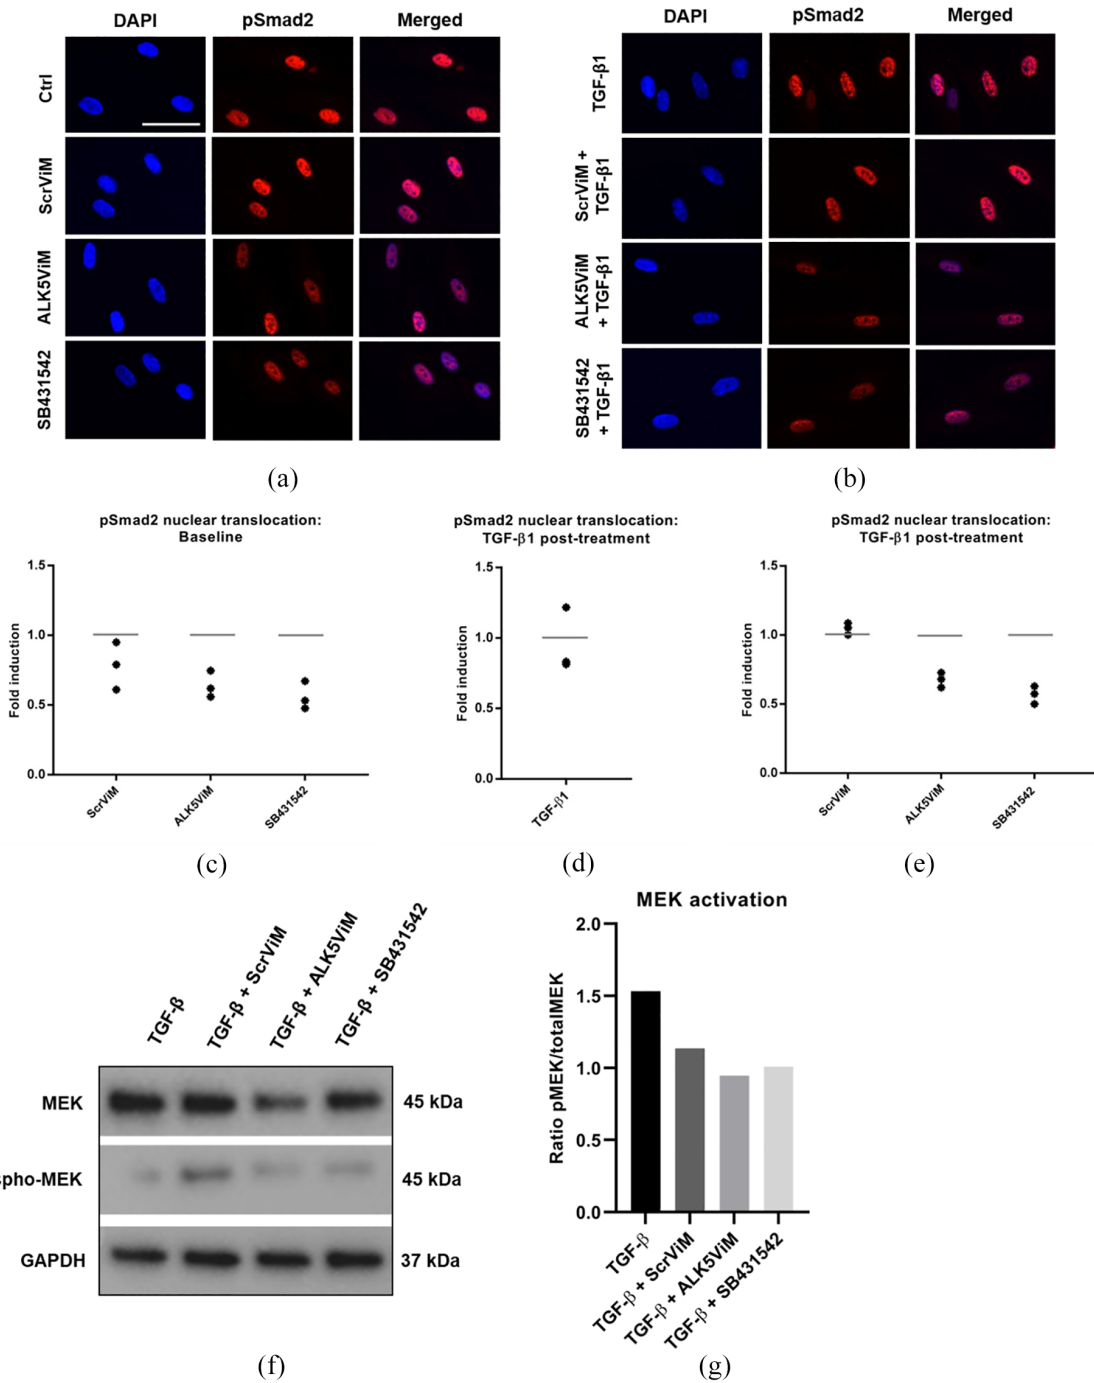 DAPI pSmad2 Merged
Ctrl
ScrViM
ALK5ViM
SB431542
(a)
DAPI pSmad2 Merged
TGF-β1
ScrViM +
TGF-β1
ALK5ViM
+ TGF-β1
SB431542
+ TGF-β1
(b)
pSmad2 nuclear translocation:
Baseline
Fold induction
1.5
1.0
0.5
0.0
ScrViM ALK5ViM SB431542
(c)
pSmad2 nuclear translocation:
TGF-β1 post-treatment
Fold induction
1.5
1.0
0.5
0.0
TGF-β1
(d)
pSmad2 nuclear translocation:
TGF-β1 post-treatment
Fold induction
1.5
1.0
0.5
0.0
ScrViM ALK5ViM SB431542
(e)
TGF-β
TGF-β + ScrViM
TGF-β + ALK5ViM
TGF-β + SB431542
MEK 45 kDa
spho-MEK 45 kDa
GAPDH 37 kDa
(f)
MEK activation
Ratio pMEK/totalMEK
2.0
1.5
1.0
0.5
0.0
TGF-β
TGF-β + ScrViM
TGF-β + ALK5ViM
TGF-β + SB431542
(g)